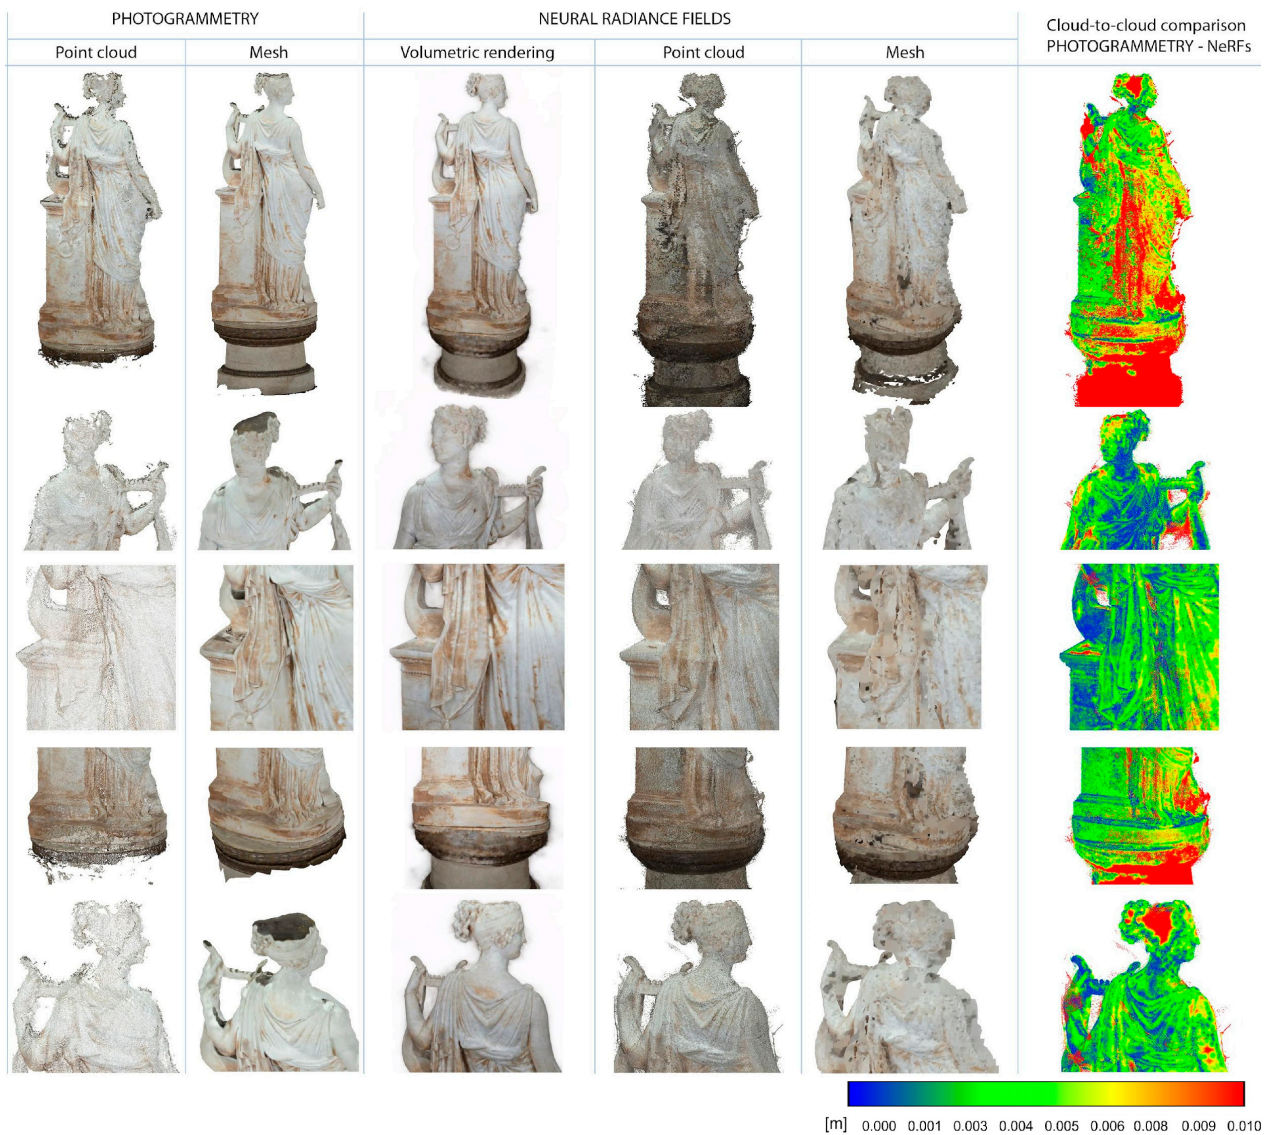 PHOTOGRAMMETRY
NEURAL RADIANCE FIELDS
Cloud-to-cloud comparison
PHOTOGRAMMETRY - NeRFs
Point cloud
Mesh
Volumetric rendering
Point cloud
Mesh
[m] 0.000 0.001 0.003 0.004 0.005 0.006 0.008 0.009 0.010